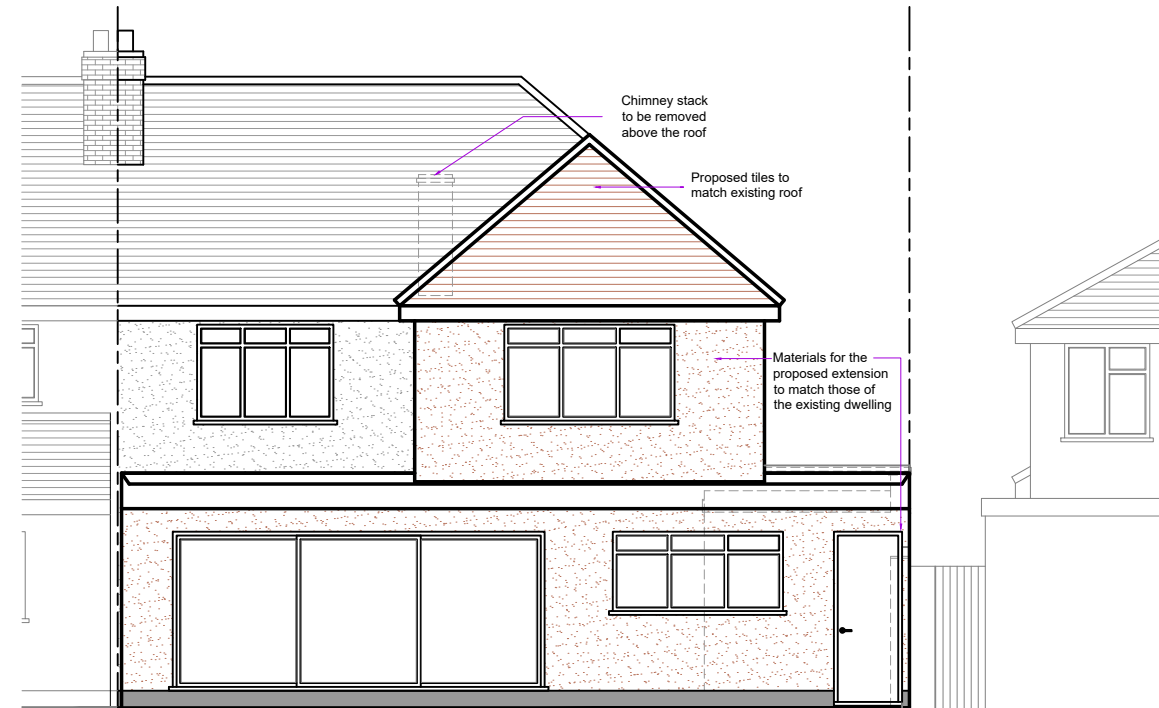 Chimney stack
to be removed
above the roof
Proposed tiles to
match existing roof
Materials for the
proposed extension
to match those of
the existing dwelling